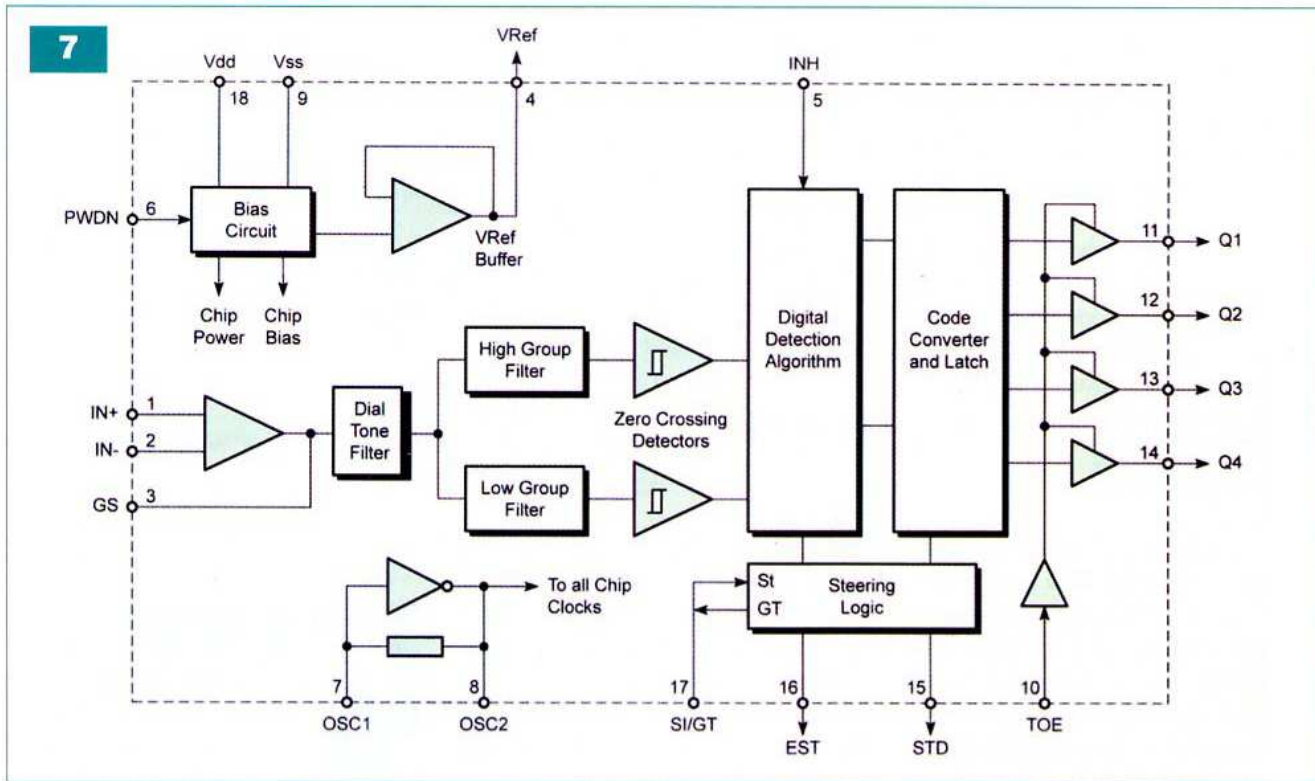 7
VRef
Vdd
Vss
INH
18
9
4
5
PWDN
6
Bias
Circuit
VRef
Buffer
Chip
Power
Chip
Bias
11
Q1
12
Q2
13
Q3
14
Q4
Digital
Detection
Algorithm
Code
Converter
and Latch
High Group
Filter
Zero Crossing
Detectors
IN+
1
IN-
2
GS
3
Dial
Tone
Filter
Low Group
Filter
To all Chip
Clocks
St
GT
Steering
Logic
7
8
17
16
15
10
OSC1
OSC2
SI/GT
EST
STD
TOE